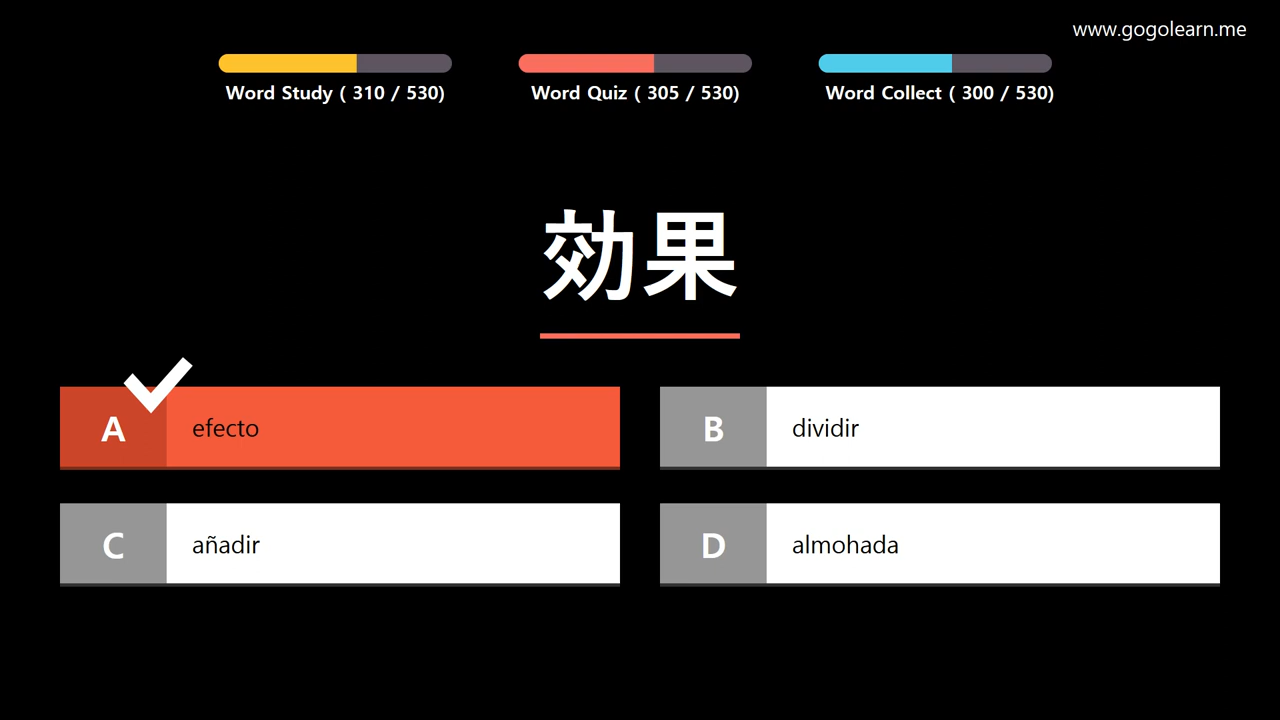 www.gogolearn.me
Word Study ( 310 / 530)
Word Quiz ( 305 / 530)
Word Collect ( 300 / 530)
効果
A efecto
B dividir
C añadir
D almohada